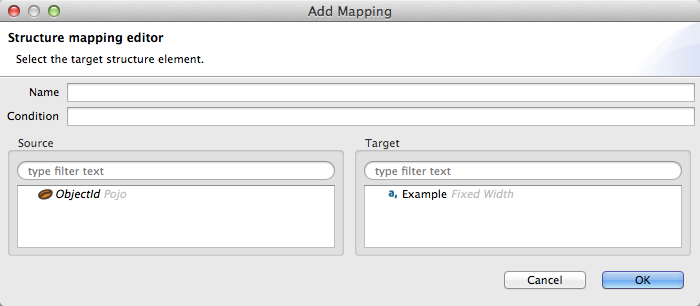 Add Mapping
Structure mapping editor
Select the target structure element.
Name
Condition
Source
Target
type filter text
type filter text
ObjectId Pojo
a, Example Fixed Width
Cancel
OK